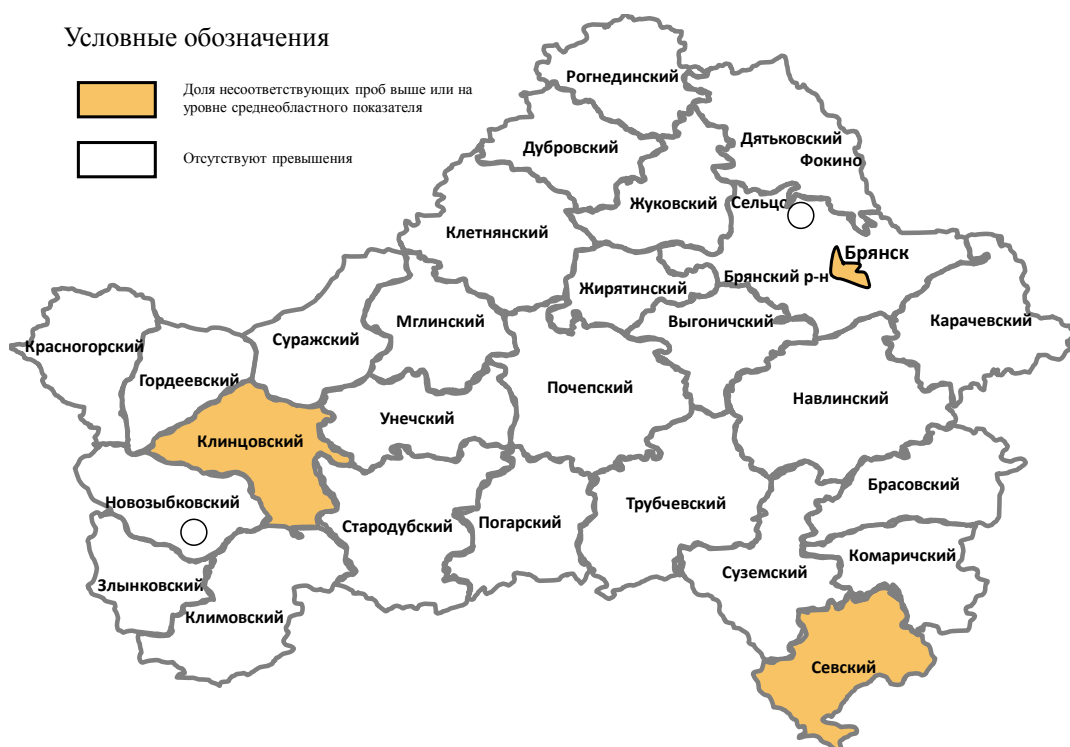 Условные обозначения
Доля несоответствующих проб выше или на
уровне среднеобластного показателя
Отсутствуют превышения
Рогнединский
Дятьковский
Фокино
Дубровский
Жуковский
Сельцо
Клетнянский
Брянск
Брянский р-н
Жирятинский
Выгоничский
Карачевский
Мглинский
Суражский
Красногорский
Гордеевский
Почепский
Навлинский
Унечский
Клинцовский
Новозыбковский
Стародубский
Погарский
Трубчевский
Брасовский
Комаричский
Суземский
Злынковский
Климовский
Севский